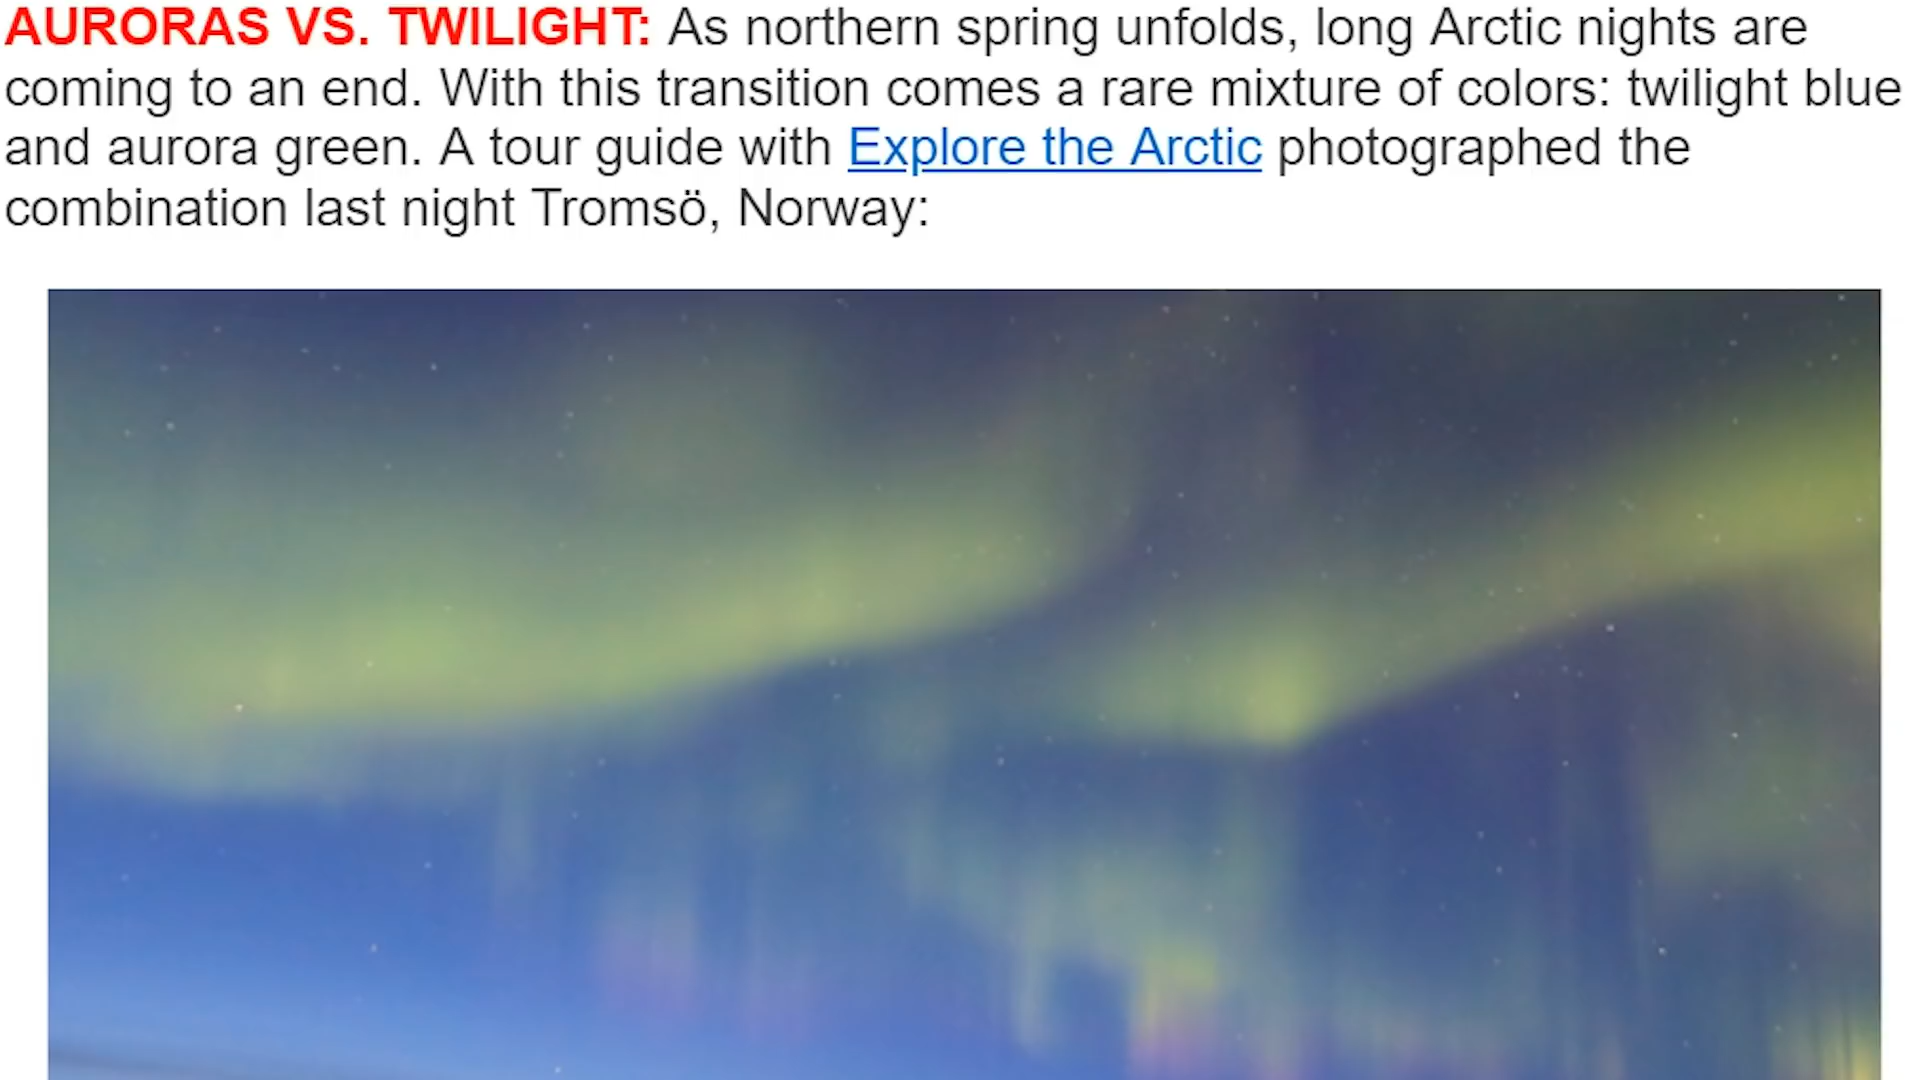 AURORAS VS. TWILIGHT: As northern spring unfolds, long Arctic nights are
coming to an end. With this transition comes a rare mixture of colors: twilight blue
and aurora green. A tour guide with Explore the Arctic photographed the
combination last night Tromsö, Norway: